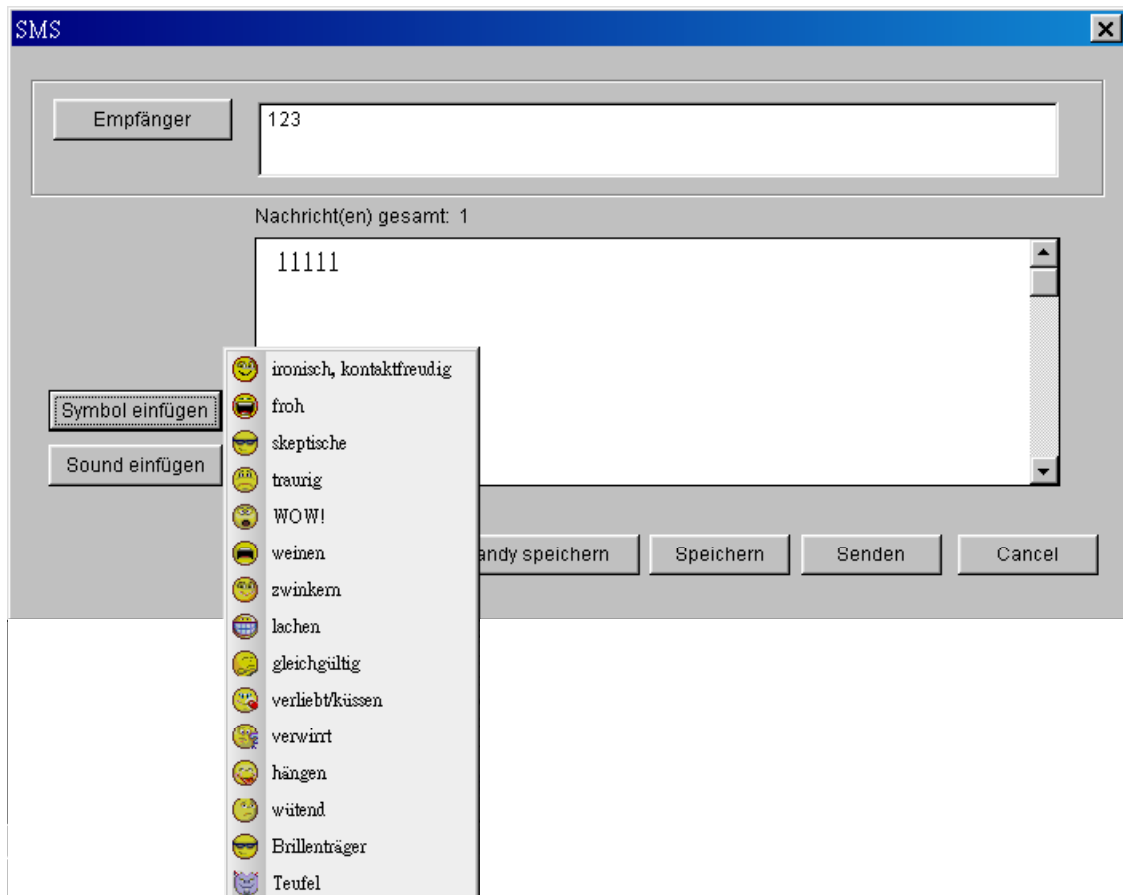 SMS
Empfänger
123
Nachricht(en) gesamt: 1
11111
Symbol einfügen
Sound einfügen
ironisch, kontaktfreudig
froh
skeptische
traurig
WOW!
weinen
zwinkern
lachen
gleichgültig
verliebt/küssen
verwirrt
hängen
wütend
Brillenträger
Teufel
andy speichern
Speichern
Senden
Cancel